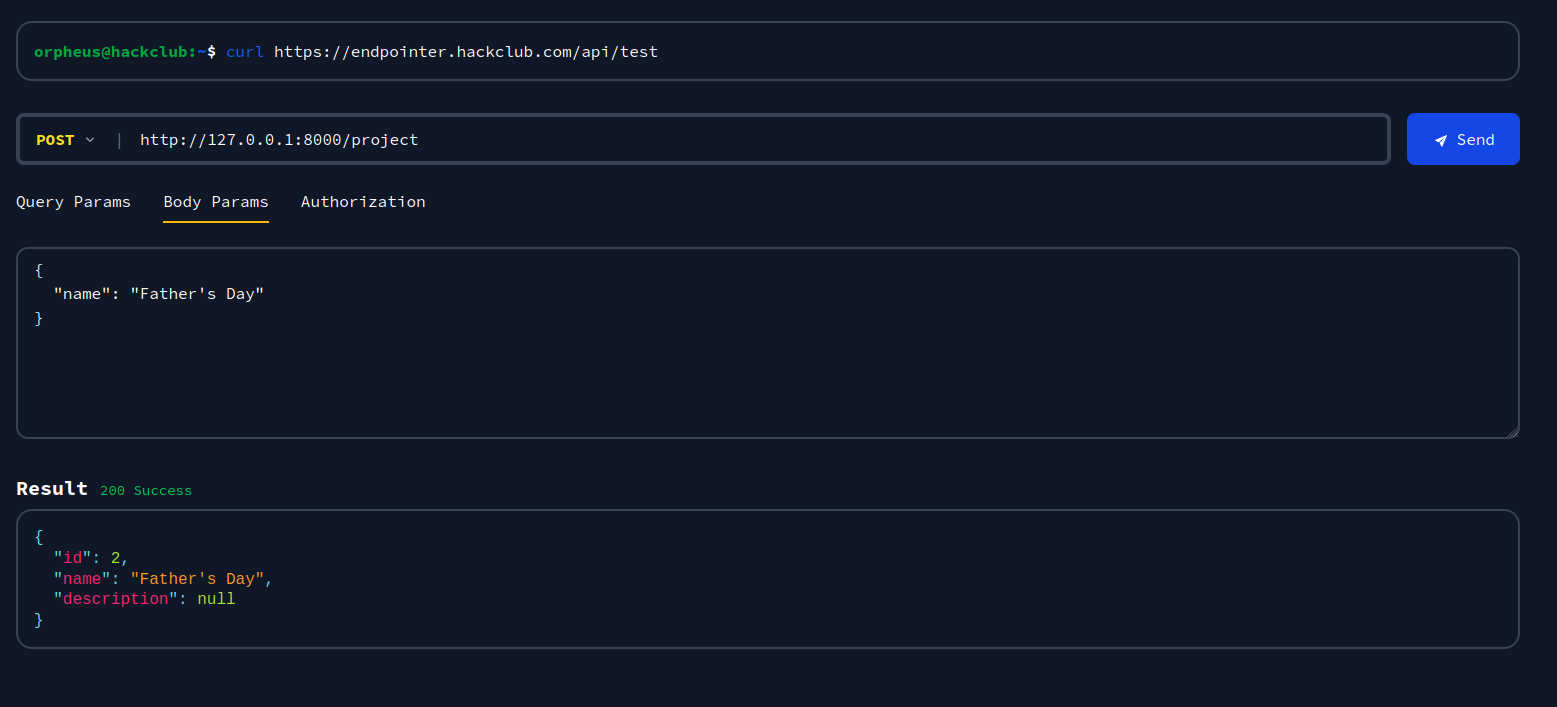 orpheus@hackclub:~$ curl https://endpointer.hackclub.com/api/test
POST | http://127.0.0.1:8000/project
Send
Query Params Body Params Authorization
{
  "name": "Father's Day"
}
Result 200 Success
{
  "id": 2,
  "name": "Father's Day",
  "description": null
}